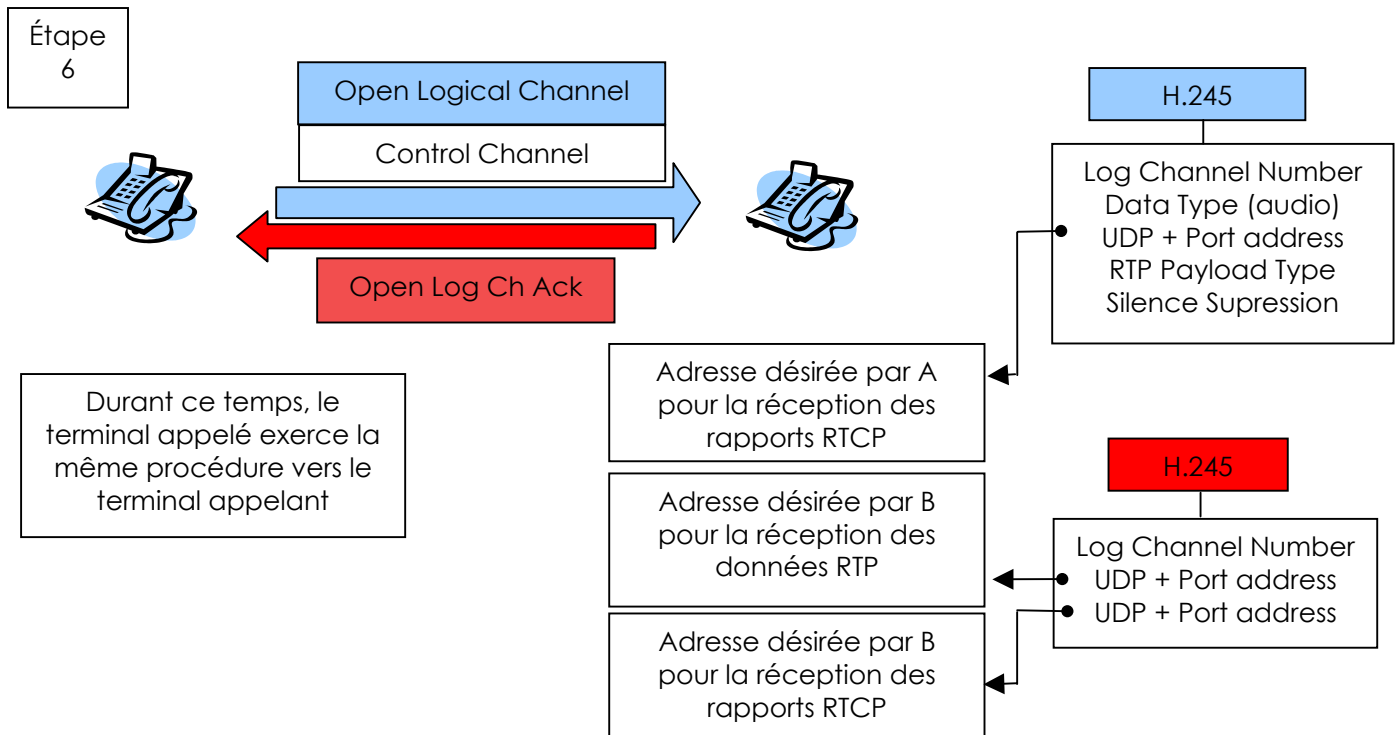 Étape
6
Open Logical Channel
Control Channel
Open Log Ch Ack
H.245
Log Channel Number
Data Type (audio)
UDP + Port address
RTP Payload Type
Silence Supression
Adresse désirée par A
pour la réception des
rapports RTCP
Durant ce temps, le
terminal appelé exerce la
même procédure vers le
terminal appelant
H.245
Log Channel Number
UDP + Port address
UDP + Port address
Adresse désirée par B
pour la réception des
données RTP
Adresse désirée par B
pour la réception des
rapports RTCP